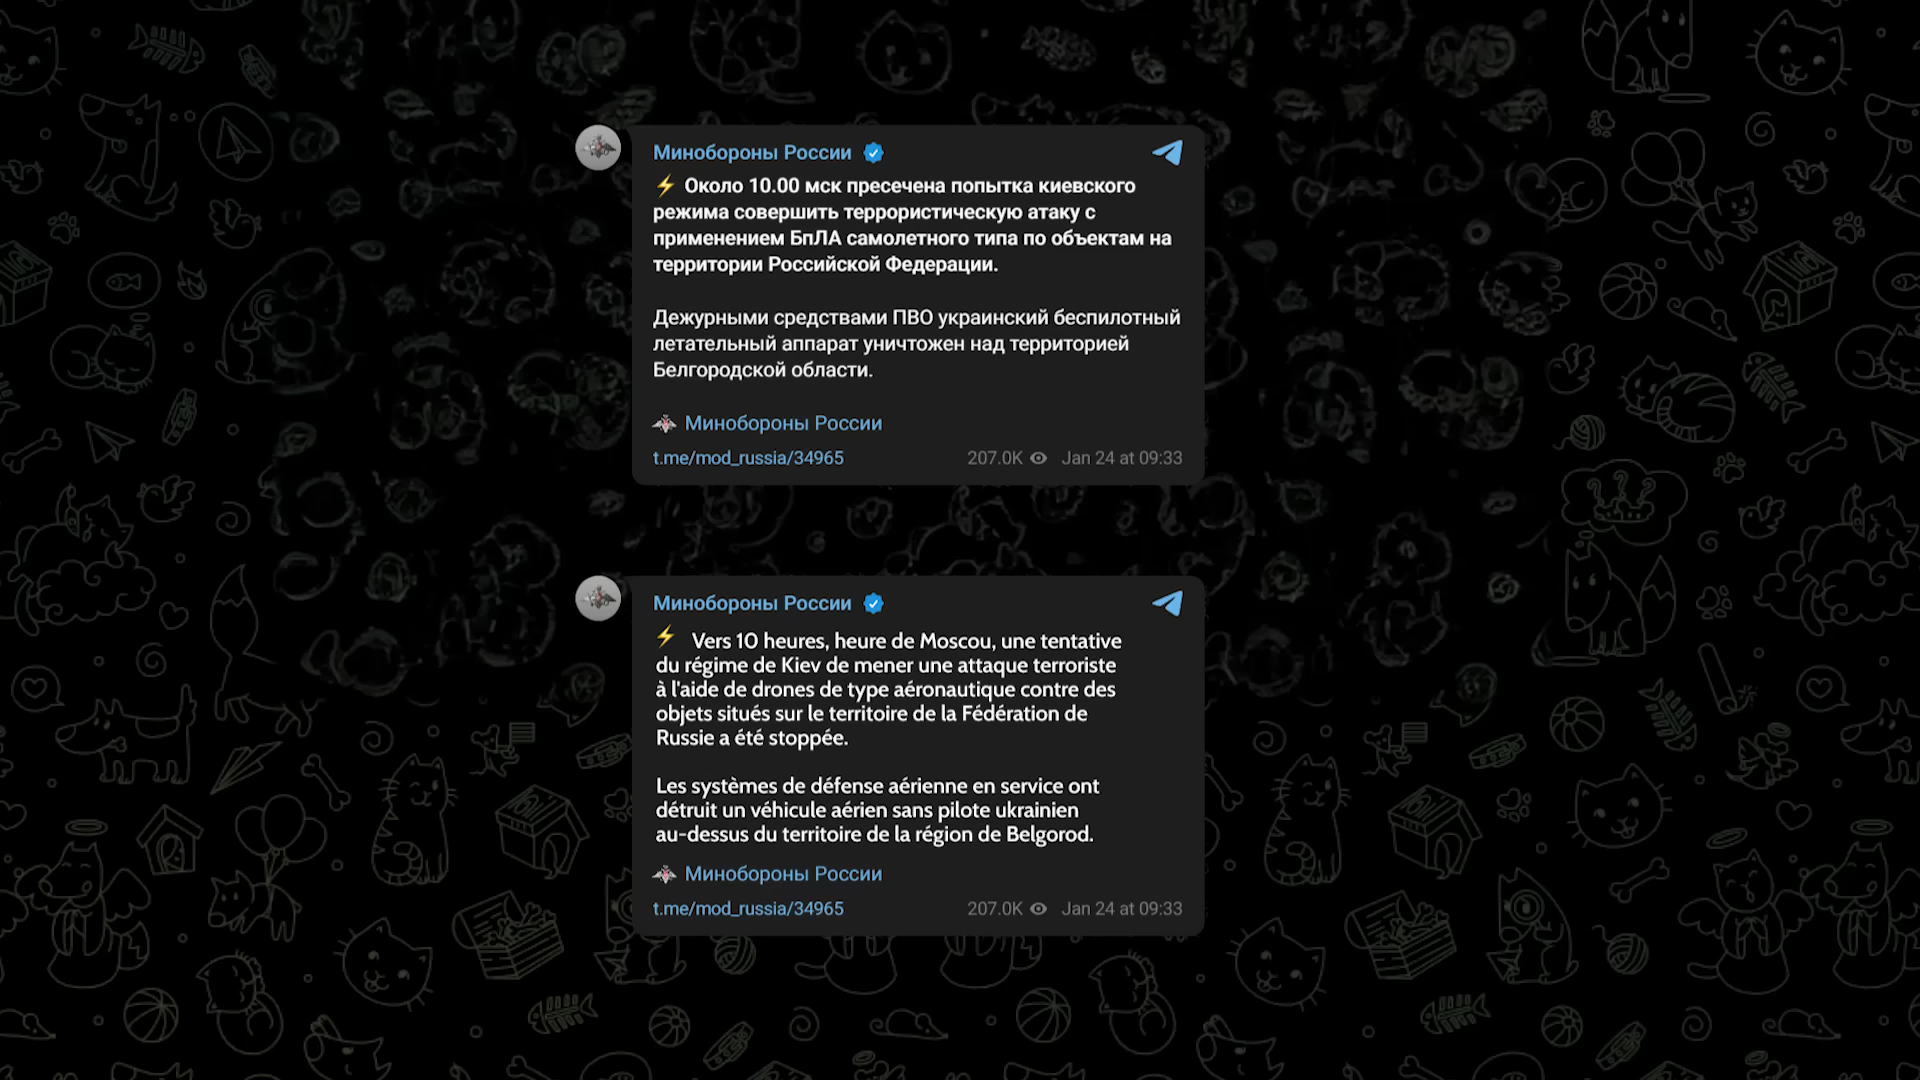 Минобороны России
⚡ Около 10.00 мск пресечена попытка киевского
режима совершить террористическую атаку с
применением БпЛА самолетного типа по объектам на
территории Российской Федерации.
Дежурными средствами ПВО украинский беспилотный
летательный аппарат уничтожен над территорией
Белгородской области.
Минобороны России
t.me/mod_russia/34965 207.0K Jan 24 at 09:33
Минобороны России
⚡ Vers 10 heures, heure de Moscou, une tentative
du régime de Kiev de mener une attaque terroriste
à l'aide de drones de type aéronautique contre des
objets situés sur le territoire de la Fédération de
Russie a été stoppée.
Les systèmes de défense aérienne en service ont
détruit un véhicule aérien sans pilote ukrainien
au-dessus du territoire de la région de Belgorod.
Минобороны России
t.me/mod_russia/34965 207.0K Jan 24 at 09:33